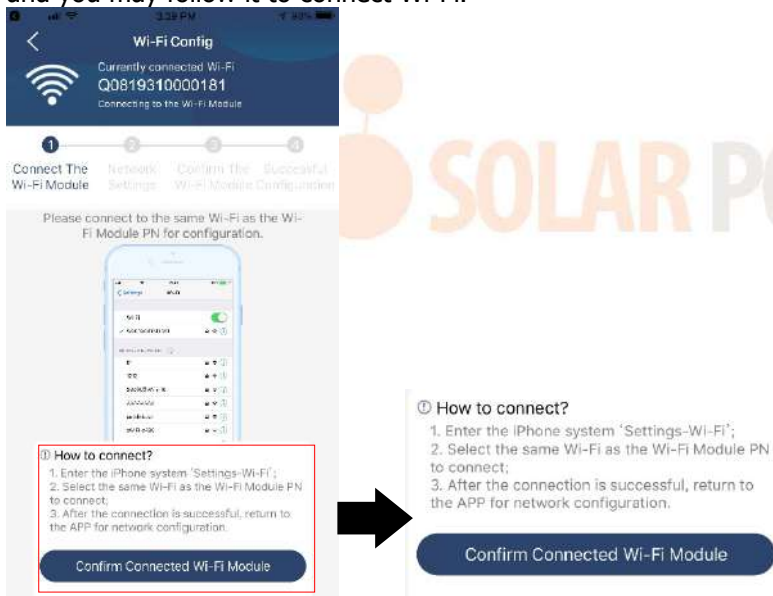 and you may follow it to connect Wi-Fi.
3:39 PM
90%
Wi-Fi Config
Currently connected Wi-Fi
Q0819310000181
Connecting to the Wi-Fi Module
1 2 3 4
Connect The Network Confirm The Successful
Wi-Fi Module Settings Wi-Fi Module Configuration
Please connect to the same Wi-Fi as the Wi-
Fi Module PN for configuration.
Settings Wi-Fi
Wi-Fi
How to connect?
1. Enter the iPhone system 'Settings-Wi-Fi';
2. Select the same Wi-Fi as the Wi-Fi Module PN
to connect;
3. After the connection is successful, return to
the APP for network configuration.
Confirm Connected Wi-Fi Module
SOLAR PO
How to connect?
1. Enter the iPhone system 'Settings-Wi-Fi';
2. Select the same Wi-Fi as the Wi-Fi Module PN
to connect;
3. After the connection is successful, return to
the APP for network configuration.
Confirm Connected Wi-Fi Module